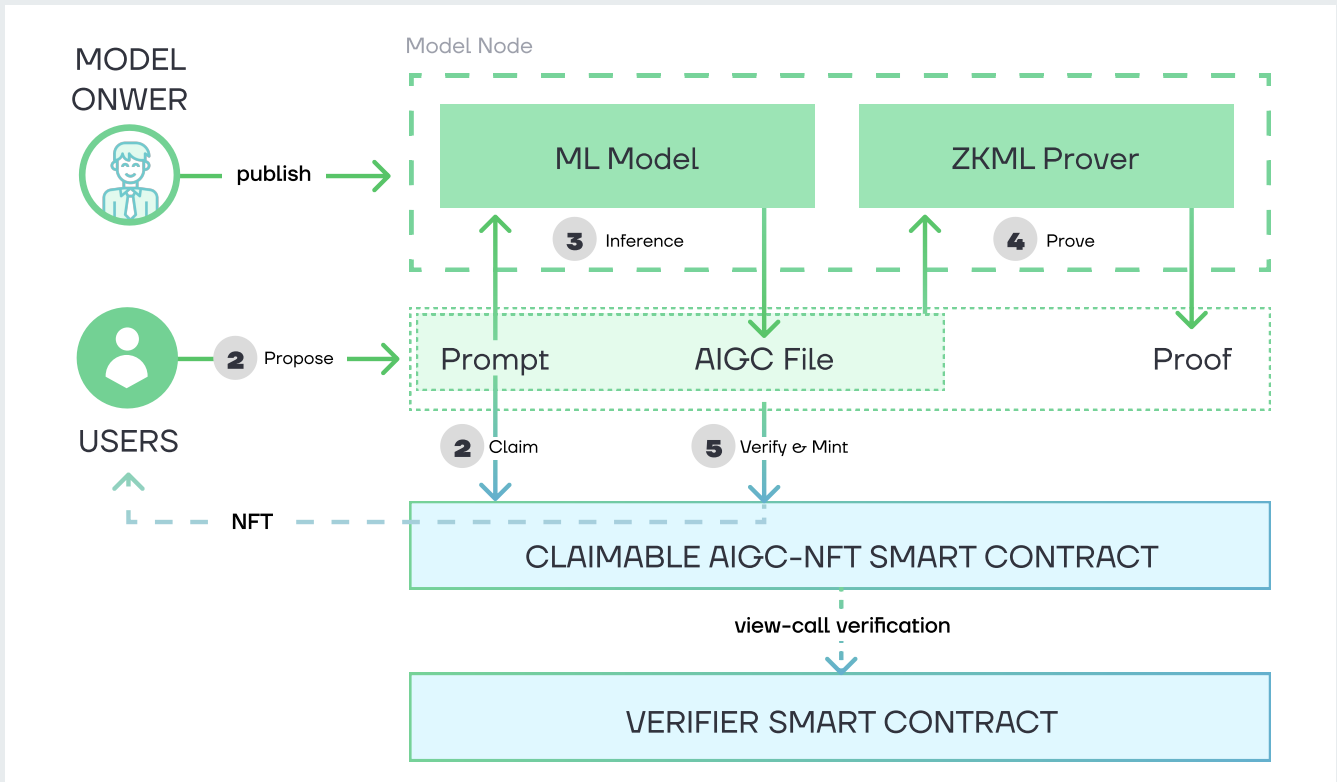 Model Node
MODEL
ONWER
publish
ML Model
ZKML Prover
3 Inference
4 Prove
2 Propose
Prompt
AIGC File
Proof
USERS
2 Claim
5 Verify & Mint
NFT
CLAIMABLE AIGC-NFT SMART CONTRACT
view-call verification
VERIFIER SMART CONTRACT